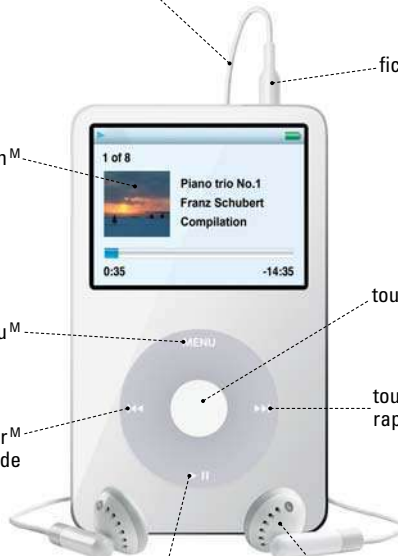 fic
1 of 8
Piano trio No.1
Franz Schubert
Compilation
0:35
-14:35
M
tou
MENU
M
tou
rap
M
de